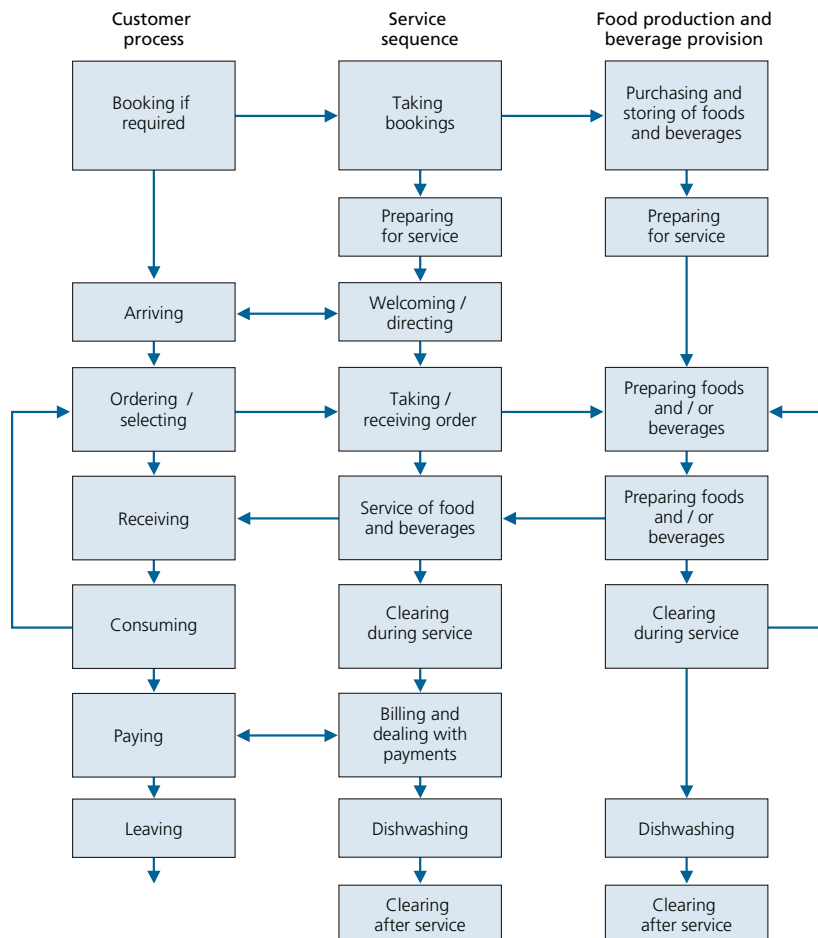 Customer
process
Service
sequence
Food production and
beverage provision
Booking if
required
Taking
bookings
Purchasing and
storing of foods
and beverages
Preparing
for service
Preparing
for service
Arriving
Welcoming /
directing
Ordering /
selecting
Taking /
receiving order
Preparing foods
and / or
beverages
Receiving
Service of food
and beverages
Preparing foods
and / or
beverages
Consuming
Clearing
during service
Clearing
during service
Paying
Billing and
dealing with
payments
Leaving
Dishwashing
Dishwashing
Clearing
after service
Clearing
after service